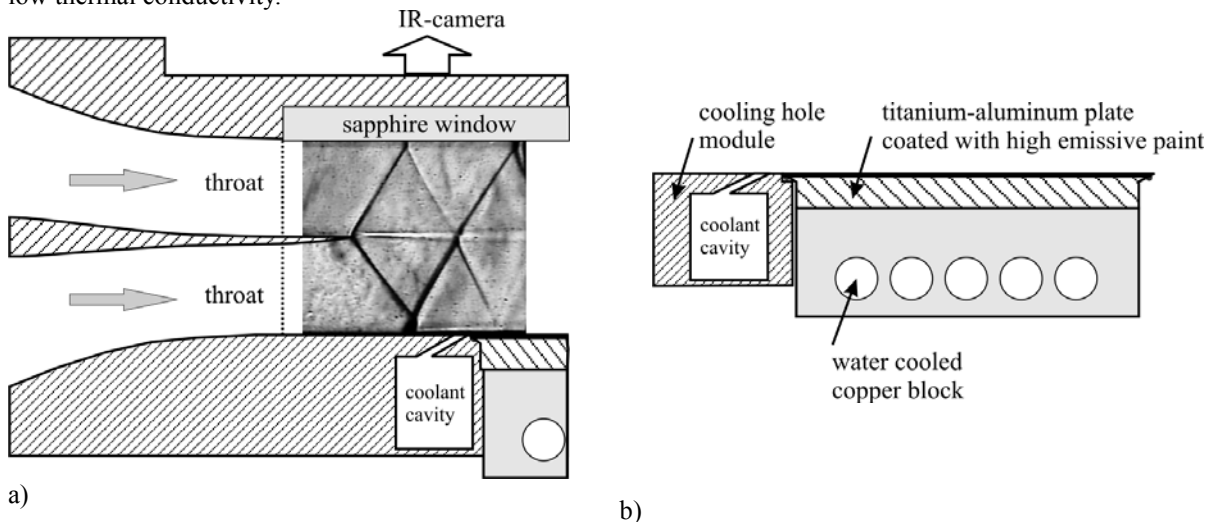 low thermal conductivity.
IR-camera
sapphire window
throat
throat
coolant
cavity
a)
cooling hole
module
titanium-aluminum plate
coated with high emissive paint
coolant
cavity
water cooled
copper block
b)